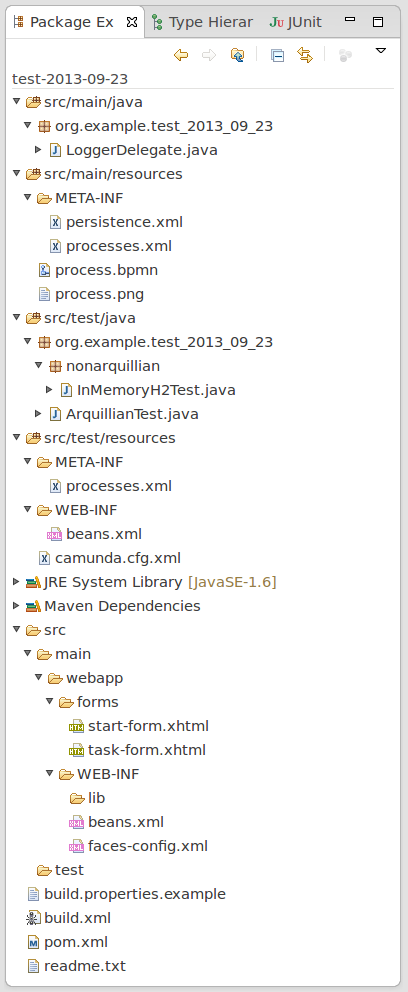 Package Ex Type Hierar JUnit
test-2013-09-23
src/main/java
org.example.test_2013_09_23
LoggerDelegate.java
src/main/resources
META-INF
persistence.xml
processes.xml
process.bpmn
process.png
src/test/java
org.example.test_2013_09_23
nonarquillian
InMemoryH2Test.java
ArquillianTest.java
src/test/resources
META-INF
processes.xml
WEB-INF
beans.xml
camunda.cfg.xml
JRE System Library [JavaSE-1.6]
Maven Dependencies
src
main
webapp
forms
start-form.xhtml
task-form.xhtml
WEB-INF
lib
beans.xml
faces-config.xml
test
build.properties.example
build.xml
pom.xml
readme.txt